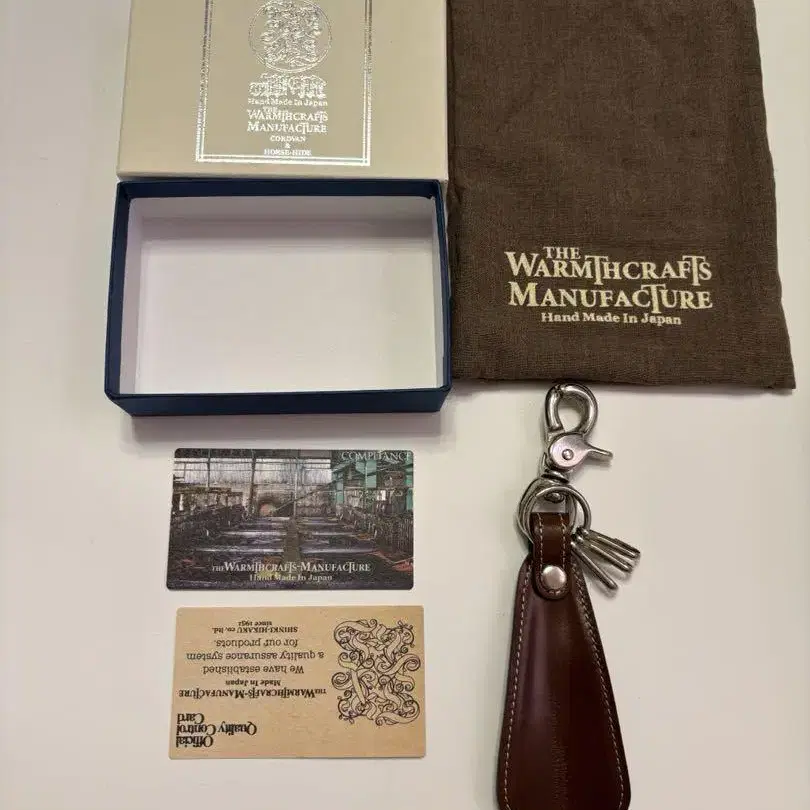 Hand Made In Japan
THE
WARMTHCRAFTS
MANUFACTURE
CORDVAN
&
HORSE-HIDE
THE
WARMTHCRAFTS
MANUFACTURE
Hand Made In Japan
COMPLIANCE
THE WARMTHCRAFTS-MANUFACTURE
Hand Made In Japan
Official
Quality Control
Card
THE WARMTHCRAFTS-MANUFACTURE
Made In Japan
We have established
a quality assurance system
for our products.
SHINKI-HIKAKU co. ltd.
since 1951